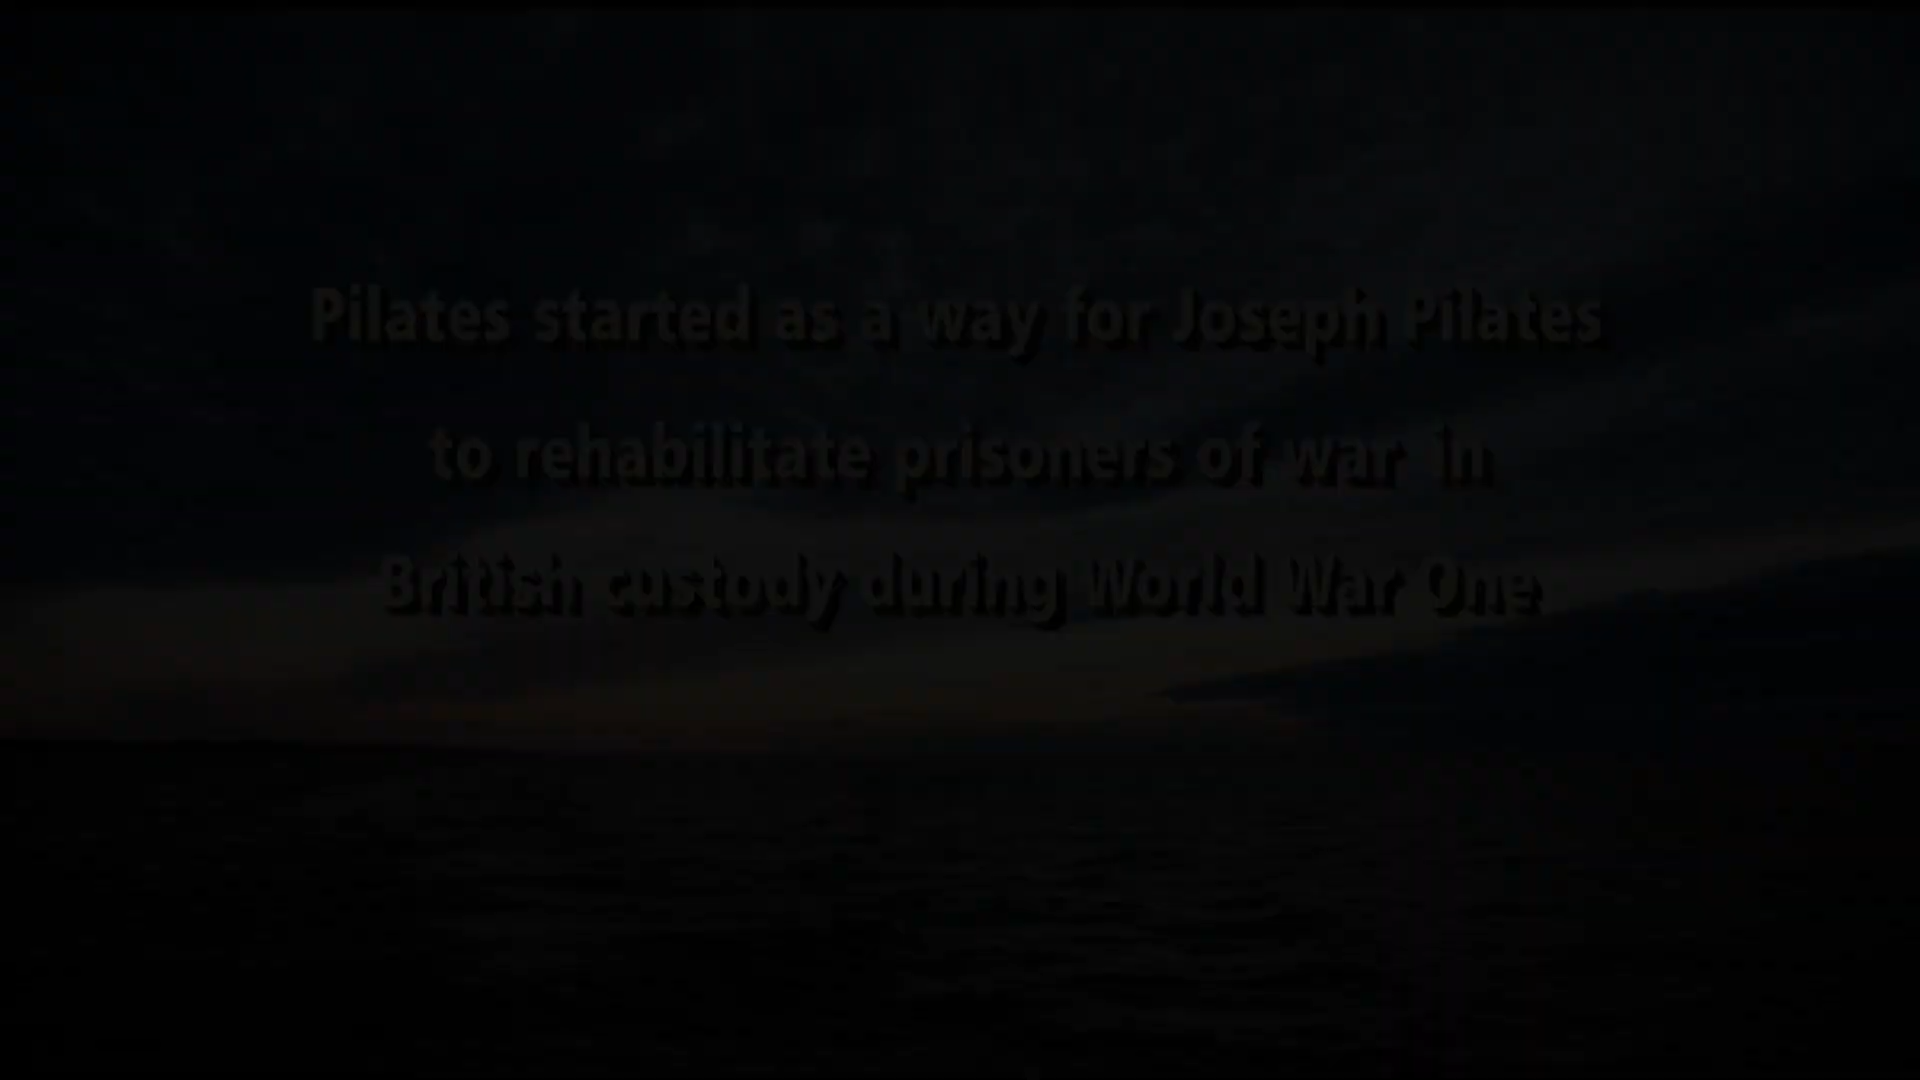 Pilates started as a way for Joseph Pilates
to rehabilitate prisoners of war in
British custody during World War One